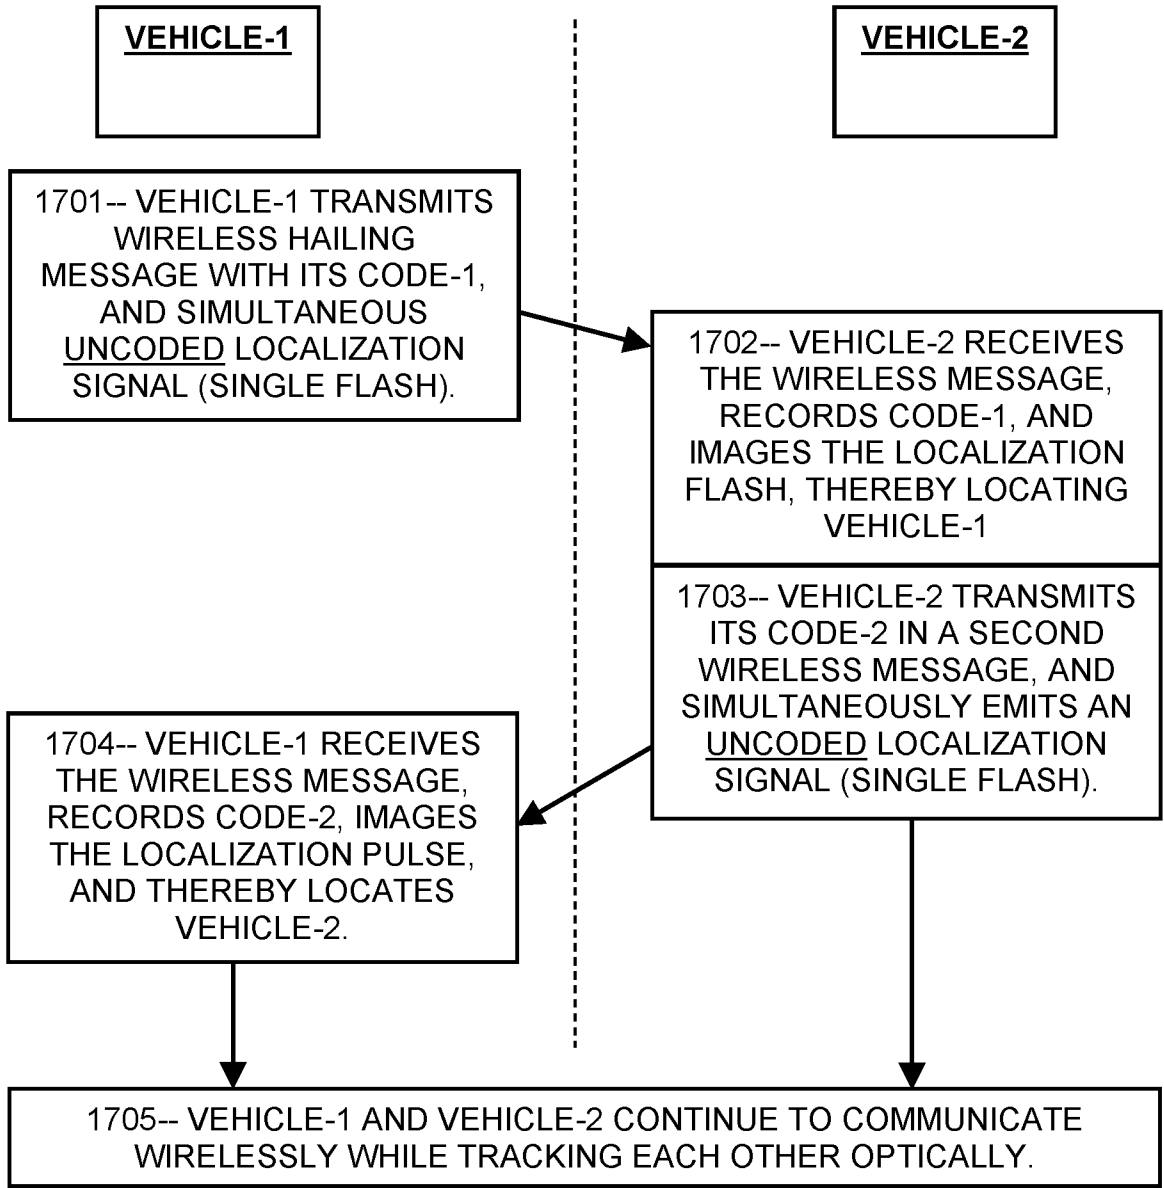 VEHICLE-1
VEHICLE-2
1701-- VEHICLE-1 TRANSMITS
WIRELESS HAILING
MESSAGE WITH ITS CODE-1,
AND SIMULTANEOUS
UNCODED LOCALIZATION
SIGNAL (SINGLE FLASH).
1702-- VEHICLE-2 RECEIVES
THE WIRELESS MESSAGE,
RECORDS CODE-1, AND
IMAGES THE LOCALIZATION
FLASH, THEREBY LOCATING
VEHICLE-1
1703-- VEHICLE-2 TRANSMITS
ITS CODE-2 IN A SECOND
WIRELESS MESSAGE, AND
SIMULTANEOUSLY EMITS AN
UNCODED LOCALIZATION
SIGNAL (SINGLE FLASH).
1704-- VEHICLE-1 RECEIVES
THE WIRELESS MESSAGE,
RECORDS CODE-2, IMAGES
THE LOCALIZATION PULSE,
AND THEREBY LOCATES
VEHICLE-2.
1705-- VEHICLE-1 AND VEHICLE-2 CONTINUE TO COMMUNICATE
WIRELESSLY WHILE TRACKING EACH OTHER OPTICALLY.